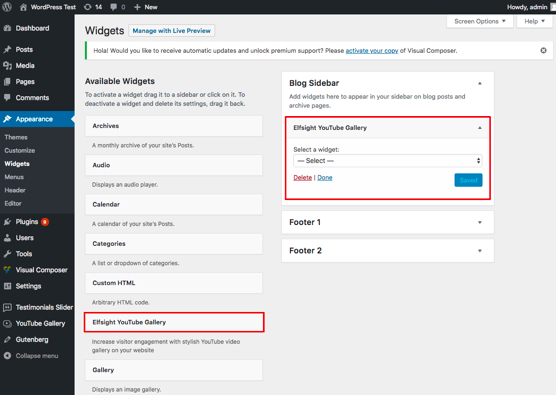 WordPress Test 14 0 New Howdy, admin
Screen Options Help
Dashboard
Posts
Media
Pages
Comments
Appearance
Themes
Customize
Widgets
Menus
Header
Editor
Plugins 9
Users
Tools
Visual Composer
Settings
Testimonials Slider
YouTube Gallery
Gutenberg
Collapse menu
Widgets Manage with Live Preview
Hola! Would you like to receive automatic updates and unlock premium support? Please activate your copy of Visual Composer.
Available Widgets
To activate a widget drag it to a sidebar or click on it. To
deactivate a widget and delete its settings, drag it back.
Archives
A monthly archive of your site's Posts.
Audio
Displays an audio player.
Calendar
A calendar of your site's Posts.
Categories
A list or dropdown of categories.
Custom HTML
Arbitrary HTML code.
Elfsight YouTube Gallery
Increase visitor engagement with stylish YouTube video
gallery on your website
Gallery
Displays an image gallery.
Blog Sidebar
Add widgets here to appear in your sidebar on blog posts and
archive pages.
Elfsight YouTube Gallery
Select a widget:
— Select —
Delete | Done
Saved
Footer 1
Footer 2